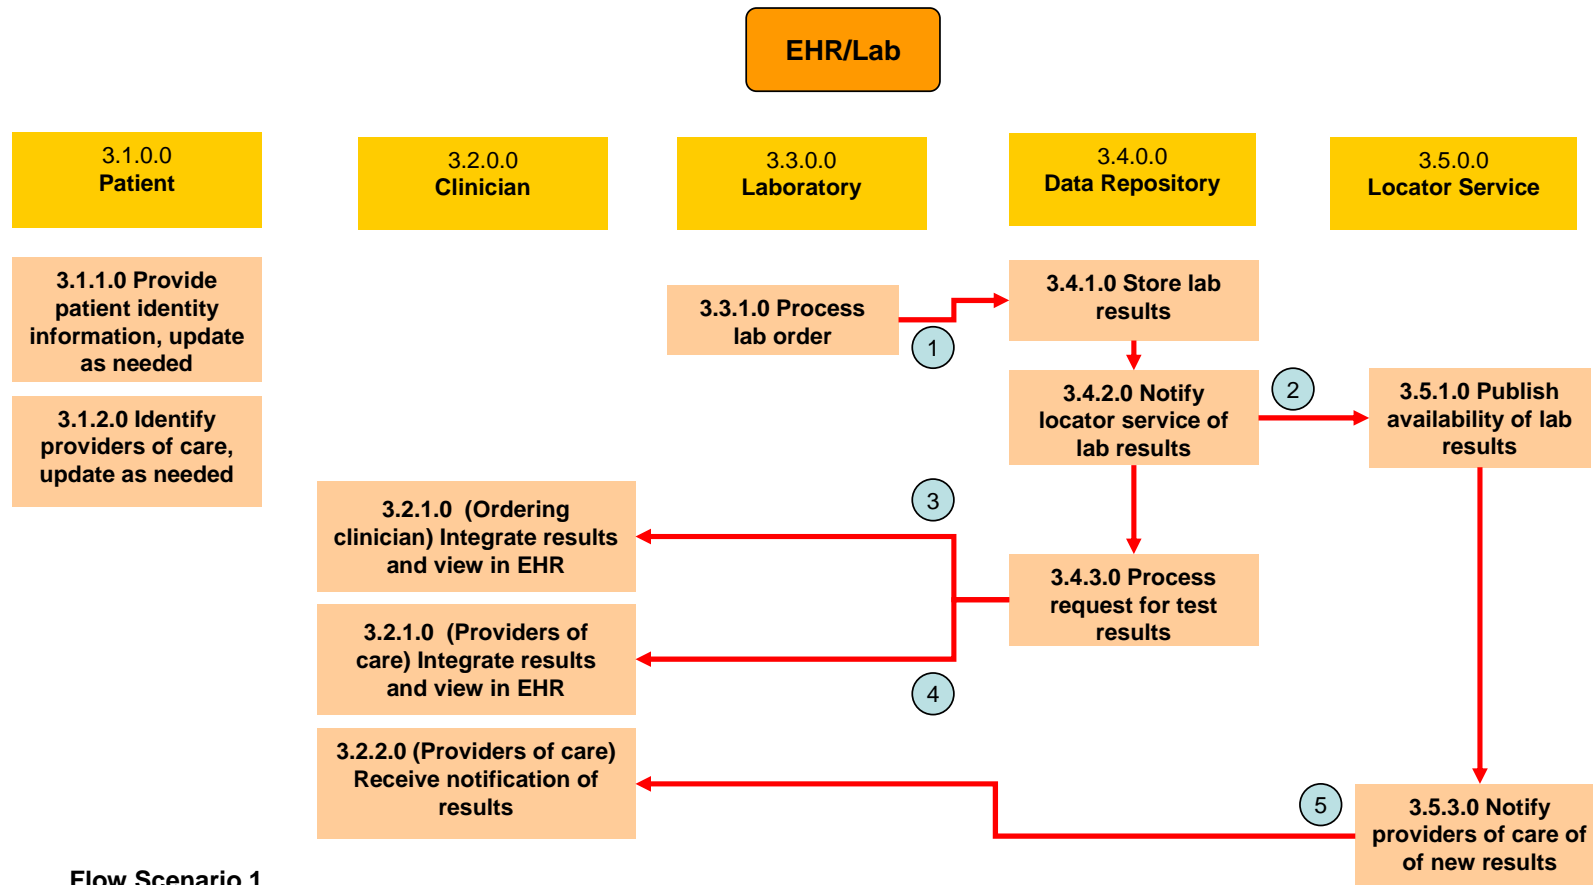 EHR/Lab
3.1.0.0
Patient
3.2.0.0
Clinician
3.3.0.0
Laboratory
3.4.0.0
Data Repository
3.5.0.0
Locator Service
3.1.1.0 Provide
patient identity
information, update
as needed
3.1.2.0 Identify
providers of care,
update as needed
3.3.1.0 Process
lab order
1
3.4.1.0 Store lab
results
3.4.2.0 Notify
locator service of
lab results
2
3.5.1.0 Publish
availability of lab
results
3.2.1.0 (Ordering
clinician) Integrate results
and view in EHR
3
3.4.3.0 Process
request for test
results
3.2.1.0 (Providers of
care) Integrate results
and view in EHR
4
3.2.2.0 (Providers of care)
Receive notification of
results
5
3.5.3.0 Notify
providers of care of
of new results
Flow Scenario 1